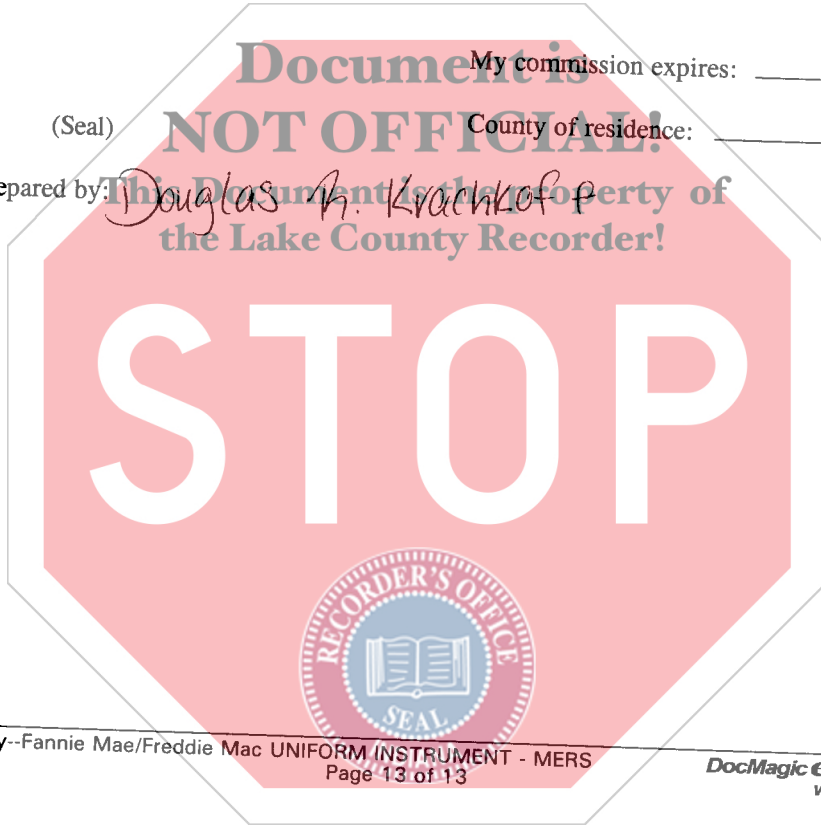 Document is
My commission expires:
(Seal)
NOT OFFICIAL!
County of residence:
epared by: Douglas R. Krachkoff
This Document is the property of
the Lake County Recorder!
STOP
RECORDER'S OFFICE
SEAL
y--Fannie Mae/Freddie Mac UNIFORM INSTRUMENT - MERS
Page 13 of 13
DocMagic